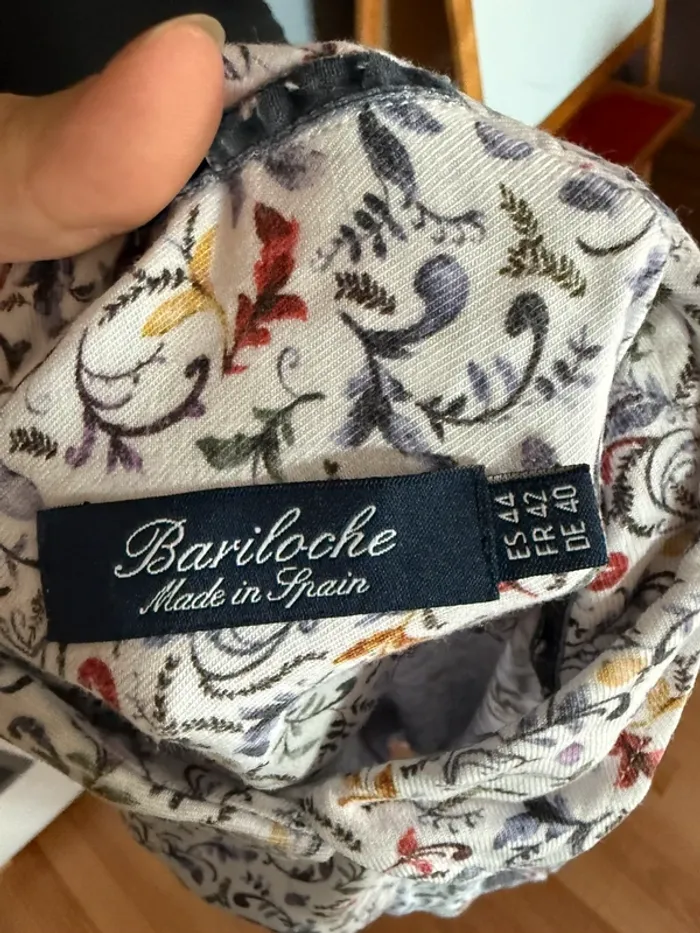 Bariloche
Made in Spain
ES 44
FR 42
DE 40